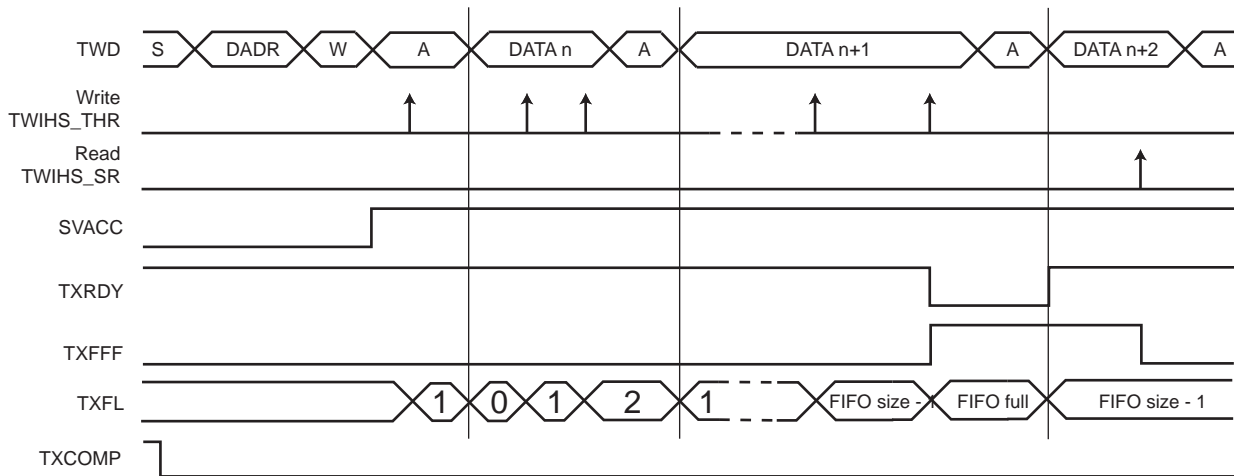 TWD S DADR W A DATA n A DATA n+1 A DATA n+2 A
Write
TWIHS_THR
Read
TWIHS_SR
SVACC
TXRDY
TXFFF
TXFL 1 0 1 2 1 FIFO size - 1 FIFO full FIFO size - 1
TXCOMP